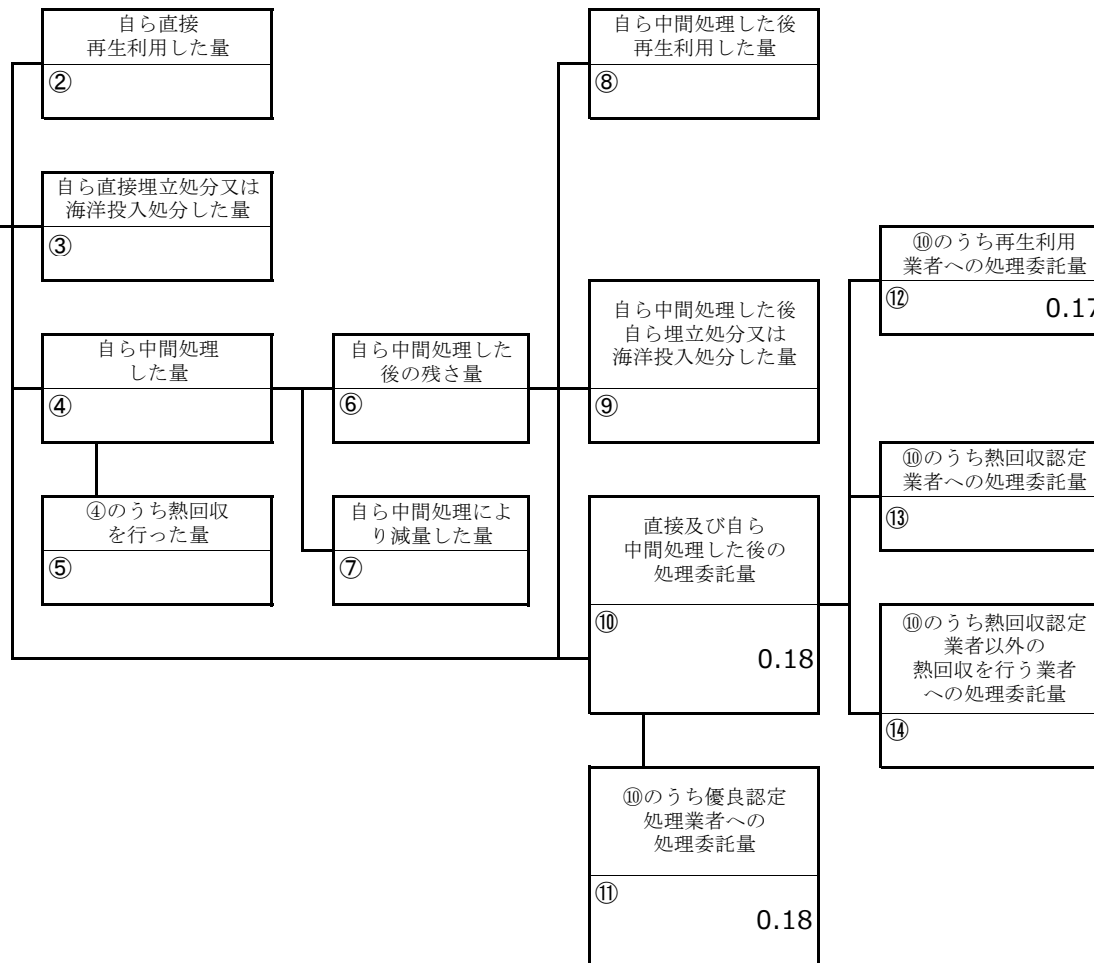 自ら直接
再生利用した量
②
自ら中間処理した後
再生利用した量
⑧
自ら直接埋立処分又は
海洋投入処分した量
③
⑩のうち再生利用
業者への処理委託量
⑫
0.17
自ら中間処理
した量
④
自ら中間処理した
後の残さ量
⑥
自ら中間処理した後
自ら埋立処分又は
海洋投入処分した量
⑨
⑩のうち熱回収認定
業者への処理委託量
⑬
④のうち熱回収
を行った量
⑤
自ら中間処理によ
り減量した量
⑦
直接及び自ら
中間処理した後の
処理委託量
⑩
0.18
⑩のうち熱回収認定
業者以外の
熱回収を行う業者
への処理委託量
⑭
⑩のうち優良認定
処理業者への
処理委託量
⑪
0.18